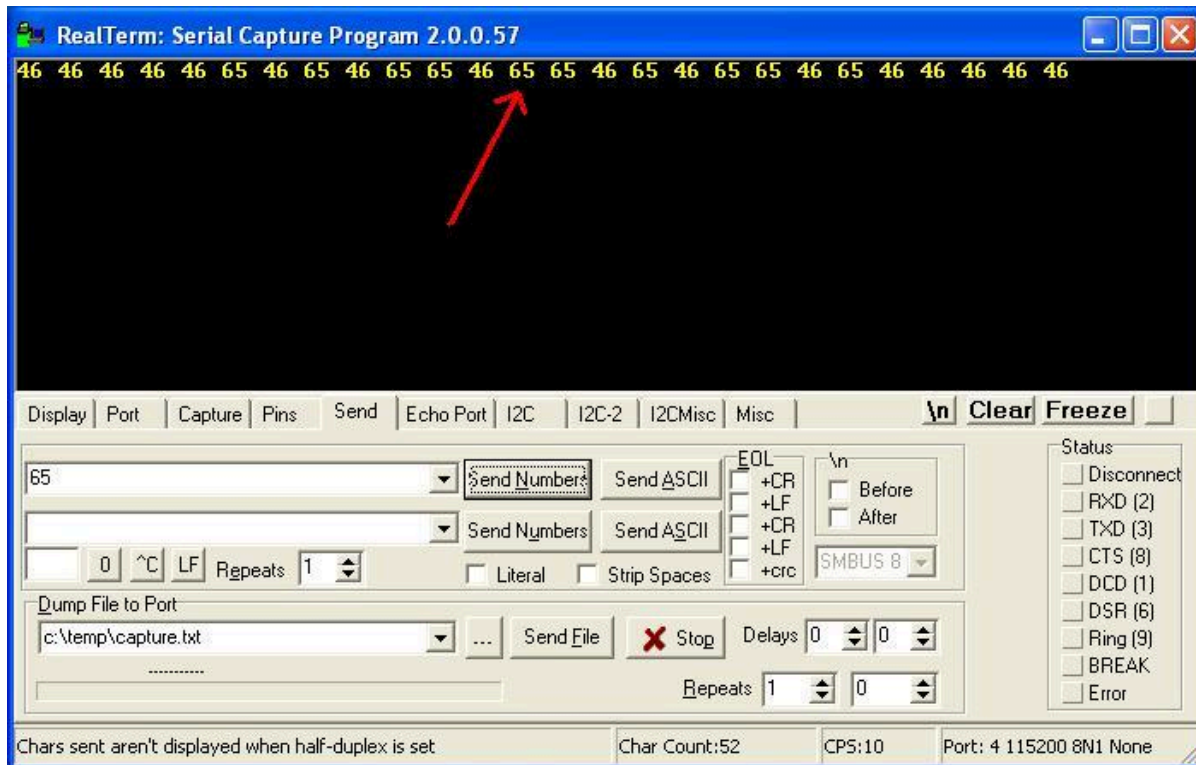 RealTerm: Serial Capture Program 2.0.0.57
46 46 46 46 46 65 46 65 46 65 65 46 65 65 46 65 46 65 65 46 65 46 46 46 46 46
Display Port Capture Pins Send Echo Port I2C I2C-2 I2CMisc Misc \n Clear Freeze
EOL \n Status
65 Send Numbers Send ASCII +CR Before Disconnect
+LF After RXD (2)
Send Numbers Send ASCII +CR TXD (3)
+LF SMBUS 8 CTS (8)
0 ^C LF Repeats 1 Literal Strip Spaces +crc DCD (1)
Dump File to Port DSR (6)
c:\temp\capture.txt ... Send File Stop Delays 0 0 Ring (9)
BREAK
Repeats 1 0 Error
Chars sent aren't displayed when half-duplex is set Char Count:52 CPS:10 Port: 4 115200 8N1 None